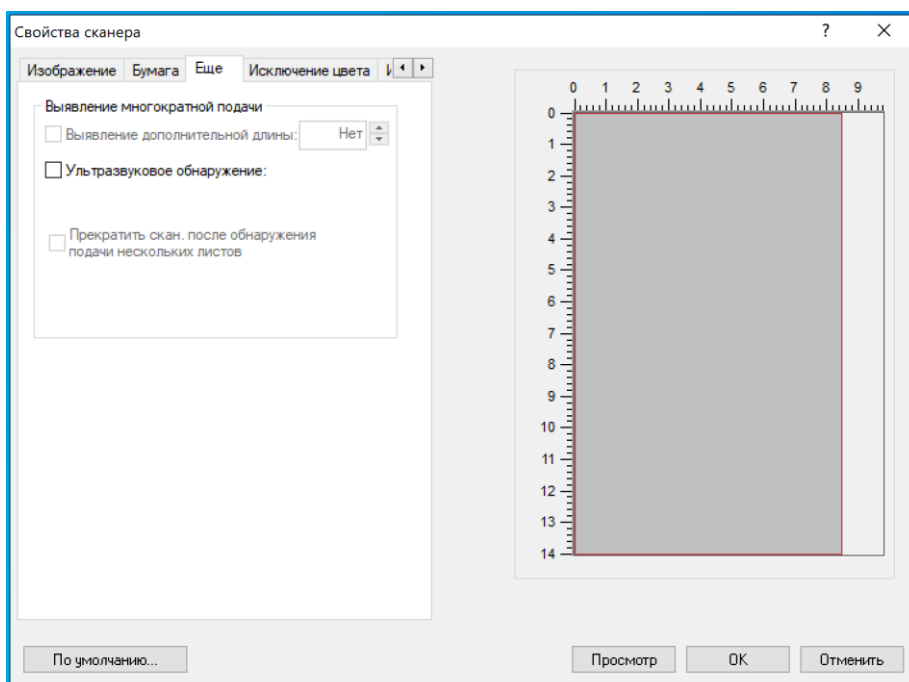 Свойства сканера
?
Изображение Бумага Еще Исключение цвета
Выявление многократной подачи
Выявление дополнительной длины: Нет
Ультразвуковое обнаружение:
Прекратить скан. после обнаружения
подачи нескольких листов
0 1 2 3 4 5 6 7 8 9
0
1
2
3
4
5
6
7
8
9
10
11
12
13
14
По умолчанию...
Просмотр OK Отменить